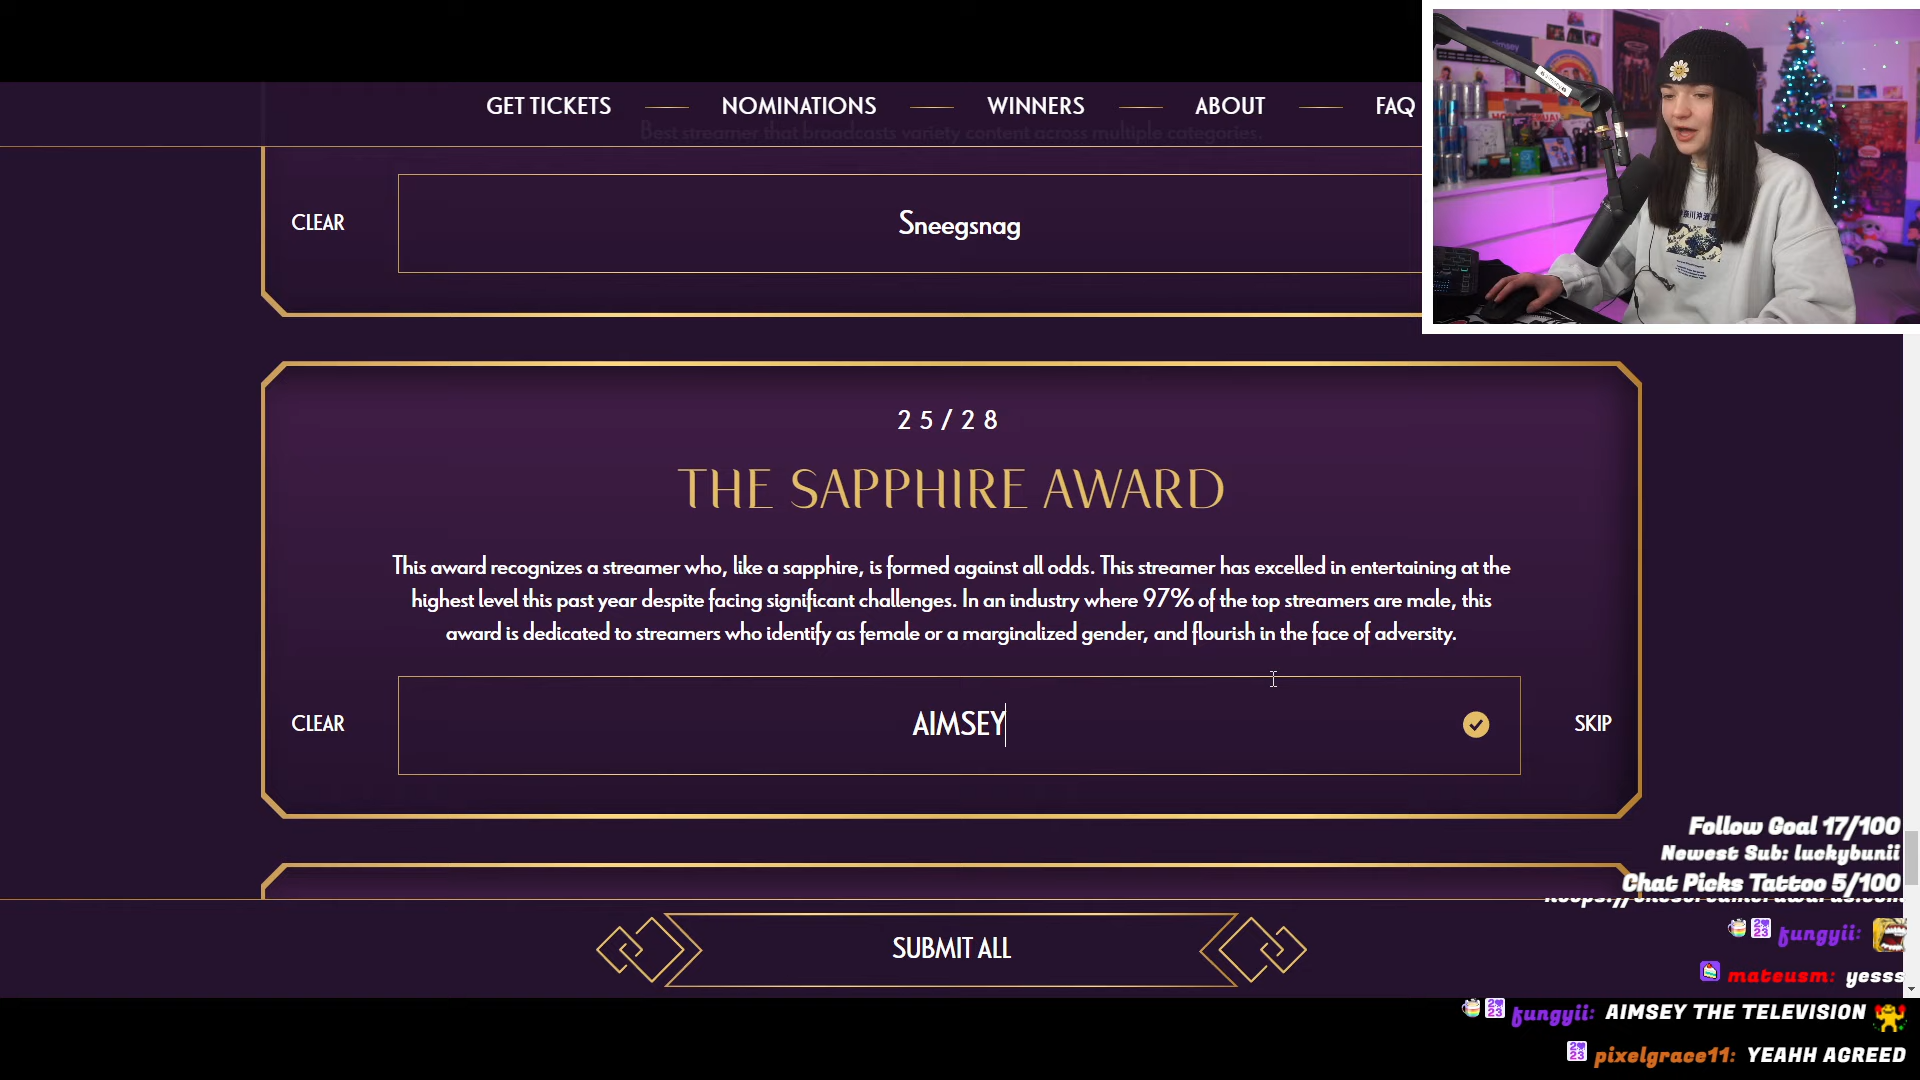 GET TICKETS
NOMINATIONS
WINNERS
ABOUT
FAQ
Best streamer that broadcasts variety content across multiple categories.
CLEAR
Sneegsnag
25/28
THE SAPPHIRE AWARD
This award recognizes a streamer who, like a sapphire, is formed against all odds. This streamer has excelled in entertaining at the
highest level this past year despite facing significant challenges. In an industry where 97% of the top streamers are male, this
award is dedicated to streamers who identify as female or a marginalized gender, and flourish in the face of adversity.
CLEAR
AIMSEY
SKIP
SUBMIT ALL
Follow Goal 17/100
Newest Sub: luckybunii
Chat Picks Tattoo 5/100
fungyii:
mateusm: yesss
fungyii: AIMSEY THE TELEVISION
pixelgrace11: YEAHH AGREED